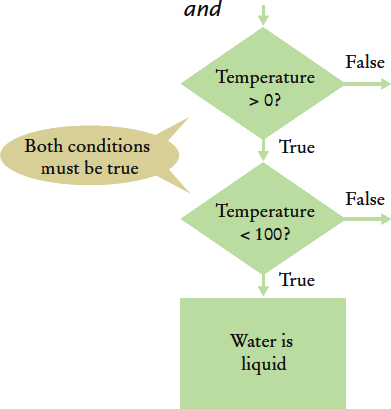 and
Temperature
> 0?
False
Both conditions
must be true
True
Temperature
< 100?
False
True
Water is
liquid